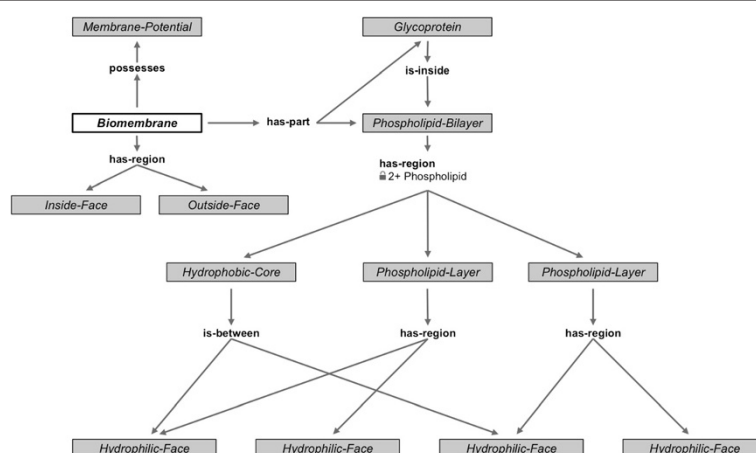 Membrane-Potential
Glycoprotein
possesses
is-inside
Biomembrane
has-part
Phospholipid-Bilayer
has-region
has-region
2+ Phospholipid
Inside-Face
Outside-Face
Hydrophobic-Core
Phospholipid-Layer
Phospholipid-Layer
is-between
has-region
has-region
Hydrophilic-Face
Hydrophilic-Face
Hydrophilic-Face
Hydrophilic-Face